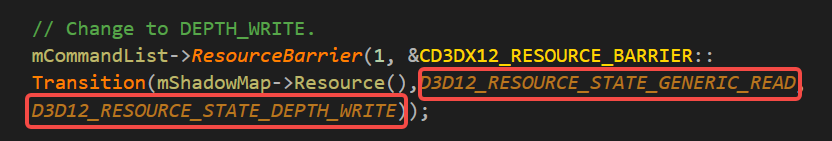 // Change to DEPTH_WRITE.
mCommandList->ResourceBarrier(1, &CD3DX12_RESOURCE_BARRIER::
Transition(mShadowMap->Resource(),D3D12_RESOURCE_STATE_GENERIC_READ,
D3D12_RESOURCE_STATE_DEPTH_WRITE));